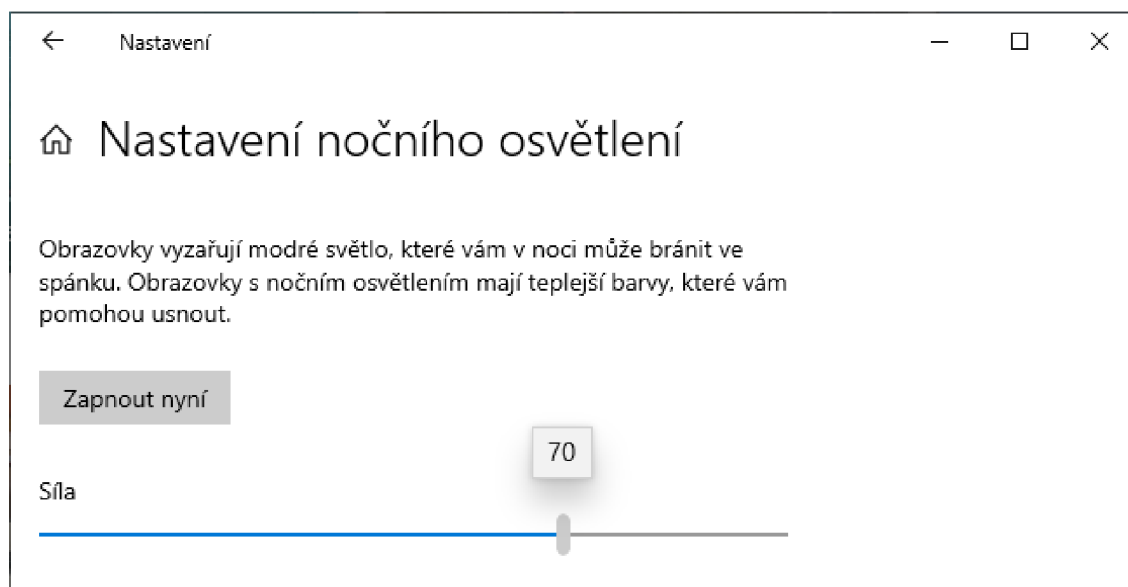 Nastavení
Nastavení nočního osvětlení
Obrazovky vyzařují modré světlo, které vám v noci může bránit ve
spánku. Obrazovky s nočním osvětlením mají teplejší barvy, které vám
pomohou usnout.
Zapnout nyní
70
Síla